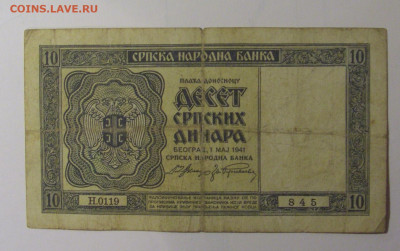 COINS.LAVE.RU
10 СРПСКА НАРОДНА БАНКА 10
ПЛАЋА ДОНОСИОЦУ
ДЕСЕТ
СРПСКИХ
ДИНАРА
БЕОГРАД, 1 МАЈ 1941
СРПСКА НАРОДНА БАНКА
H.0119
845
10 10